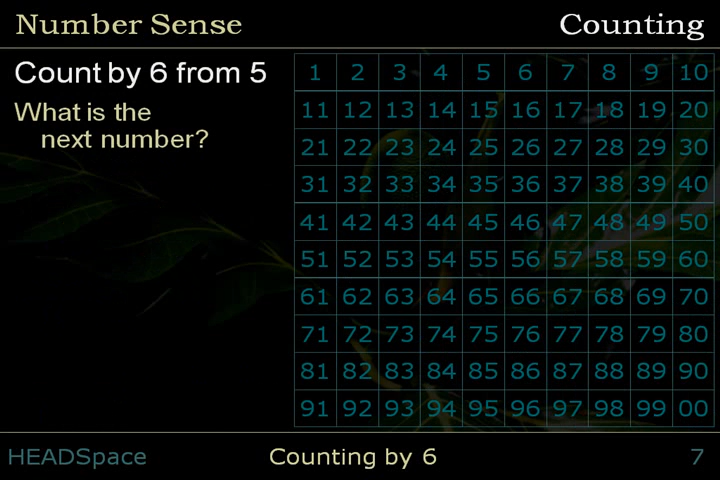 Number Sense
Counting
Count by 6 from 5
What is the
next number?
1 2 3 4 5 6 7 8 9 10
11 12 13 14 15 16 17 18 19 20
21 22 23 24 25 26 27 28 29 30
31 32 33 34 35 36 37 38 39 40
41 42 43 44 45 46 47 48 49 50
51 52 53 54 55 56 57 58 59 60
61 62 63 64 65 66 67 68 69 70
71 72 73 74 75 76 77 78 79 80
81 82 83 84 85 86 87 88 89 90
91 92 93 94 95 96 97 98 99 00
HEADSpace
Counting by 6
7